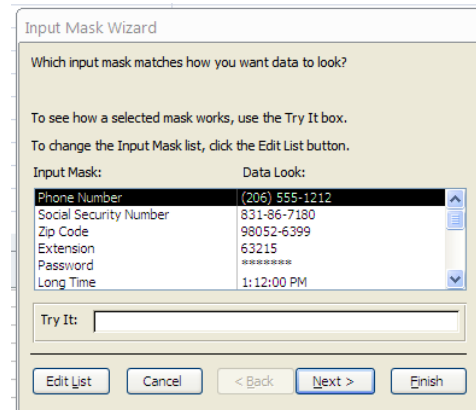 Input Mask Wizard
Which input mask matches how you want data to look?
To see how a selected mask works, use the Try It box.
To change the Input Mask list, click the Edit List button.
Input Mask: Data Look:
Phone Number (206) 555-1212
Social Security Number 831-86-7180
Zip Code 98052-6399
Extension 63215
Password *******
Long Time 1:12:00 PM
Try It:
Edit List Cancel < Back Next > Finish